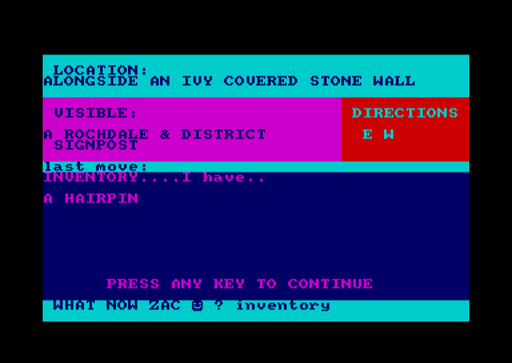 LOCATION:
ALONGSIDE AN IVY COVERED STONE WALL
VISIBLE:
DIRECTIONS
A ROCHDALE & DISTRICT
E W
SIGNPOST
last move:
INVENTORY....I have..
A HAIRPIN
PRESS ANY KEY TO CONTINUE
WHAT NOW ZAC ? inventory